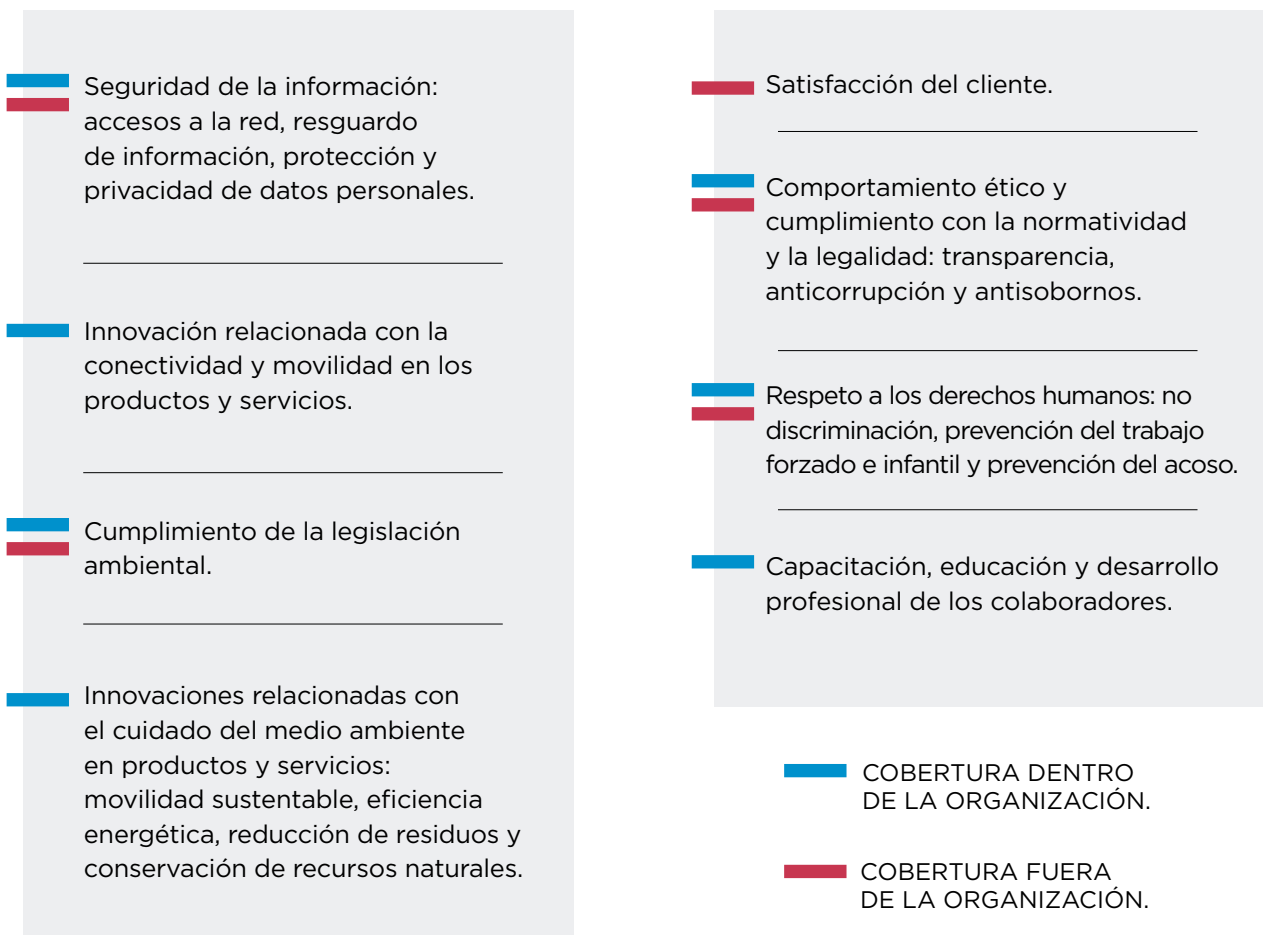 Seguridad de la información:
accesos a la red, resguardo
de información, protección y
privacidad de datos personales.
Innovación relacionada con la
conectividad y movilidad en los
productos y servicios.
Cumplimiento de la legislación
ambiental.
Innovaciones relacionadas con
el cuidado del medio ambiente
en productos y servicios:
movilidad sustentable, eficiencia
energética, reducción de residuos y
conservación de recursos naturales.
Satisfacción del cliente.
Comportamiento ético y
cumplimiento con la normatividad
y la legalidad: transparencia,
anticorrupción y antisobornos.
Respeto a los derechos humanos: no
discriminación, prevención del trabajo
forzado e infantil y prevención del acoso.
Capacitación, educación y desarrollo
profesional de los colaboradores.
COBERTURA DENTRO
DE LA ORGANIZACIÓN.
COBERTURA FUERA
DE LA ORGANIZACIÓN.